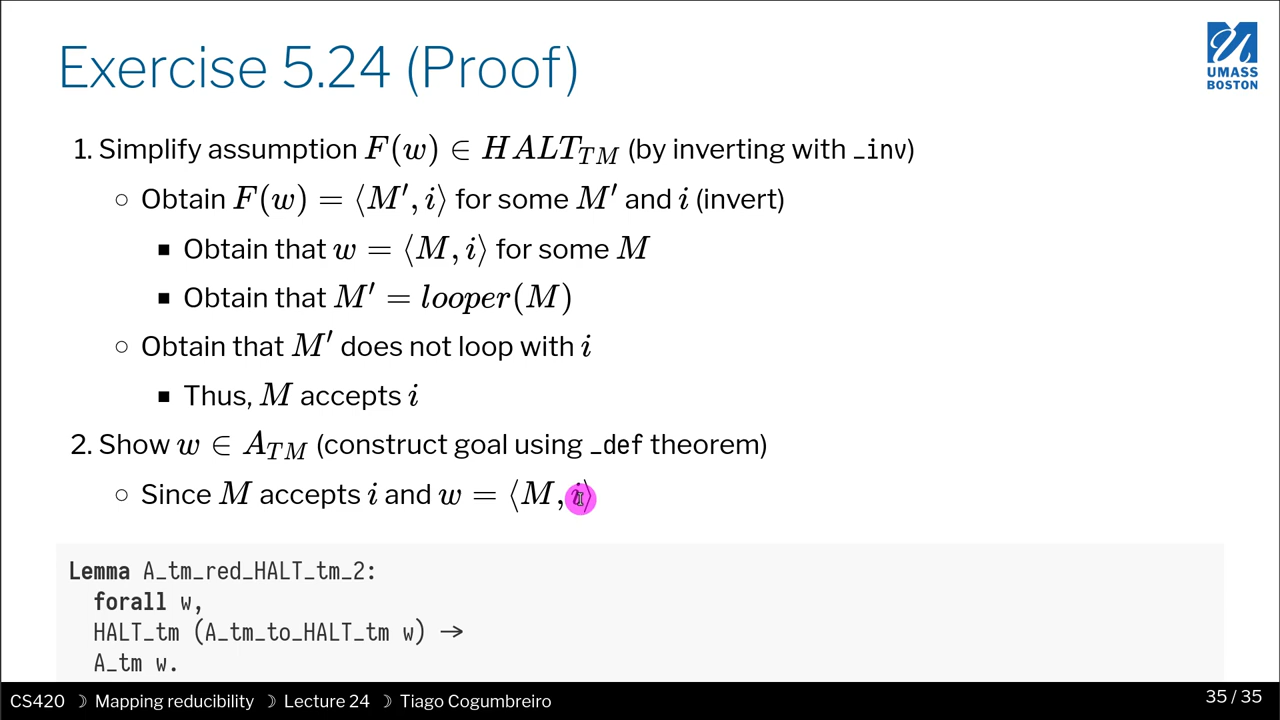 Exercise 5.24 (Proof)
UMASS
BOSTON
1. Simplify assumption F(w) ∈ HALT_TM (by inverting with _inv)
○ Obtain F(w) = ⟨M′, i⟩ for some M′ and i (invert)
■ Obtain that w = ⟨M, i⟩ for some M
■ Obtain that M′ = looper(M)
○ Obtain that M′ does not loop with i
■ Thus, M accepts i
2. Show w ∈ A_TM (construct goal using _def theorem)
○ Since M accepts i and w = ⟨M, i⟩
Lemma A_tm_red_HALT_tm_2:
forall w,
HALT_tm (A_tm_to_HALT_tm w) →
A_tm w.
CS420 ☽ Mapping reducibility ☽ Lecture 24 ☽ Tiago Cogumbreiro
35 / 35